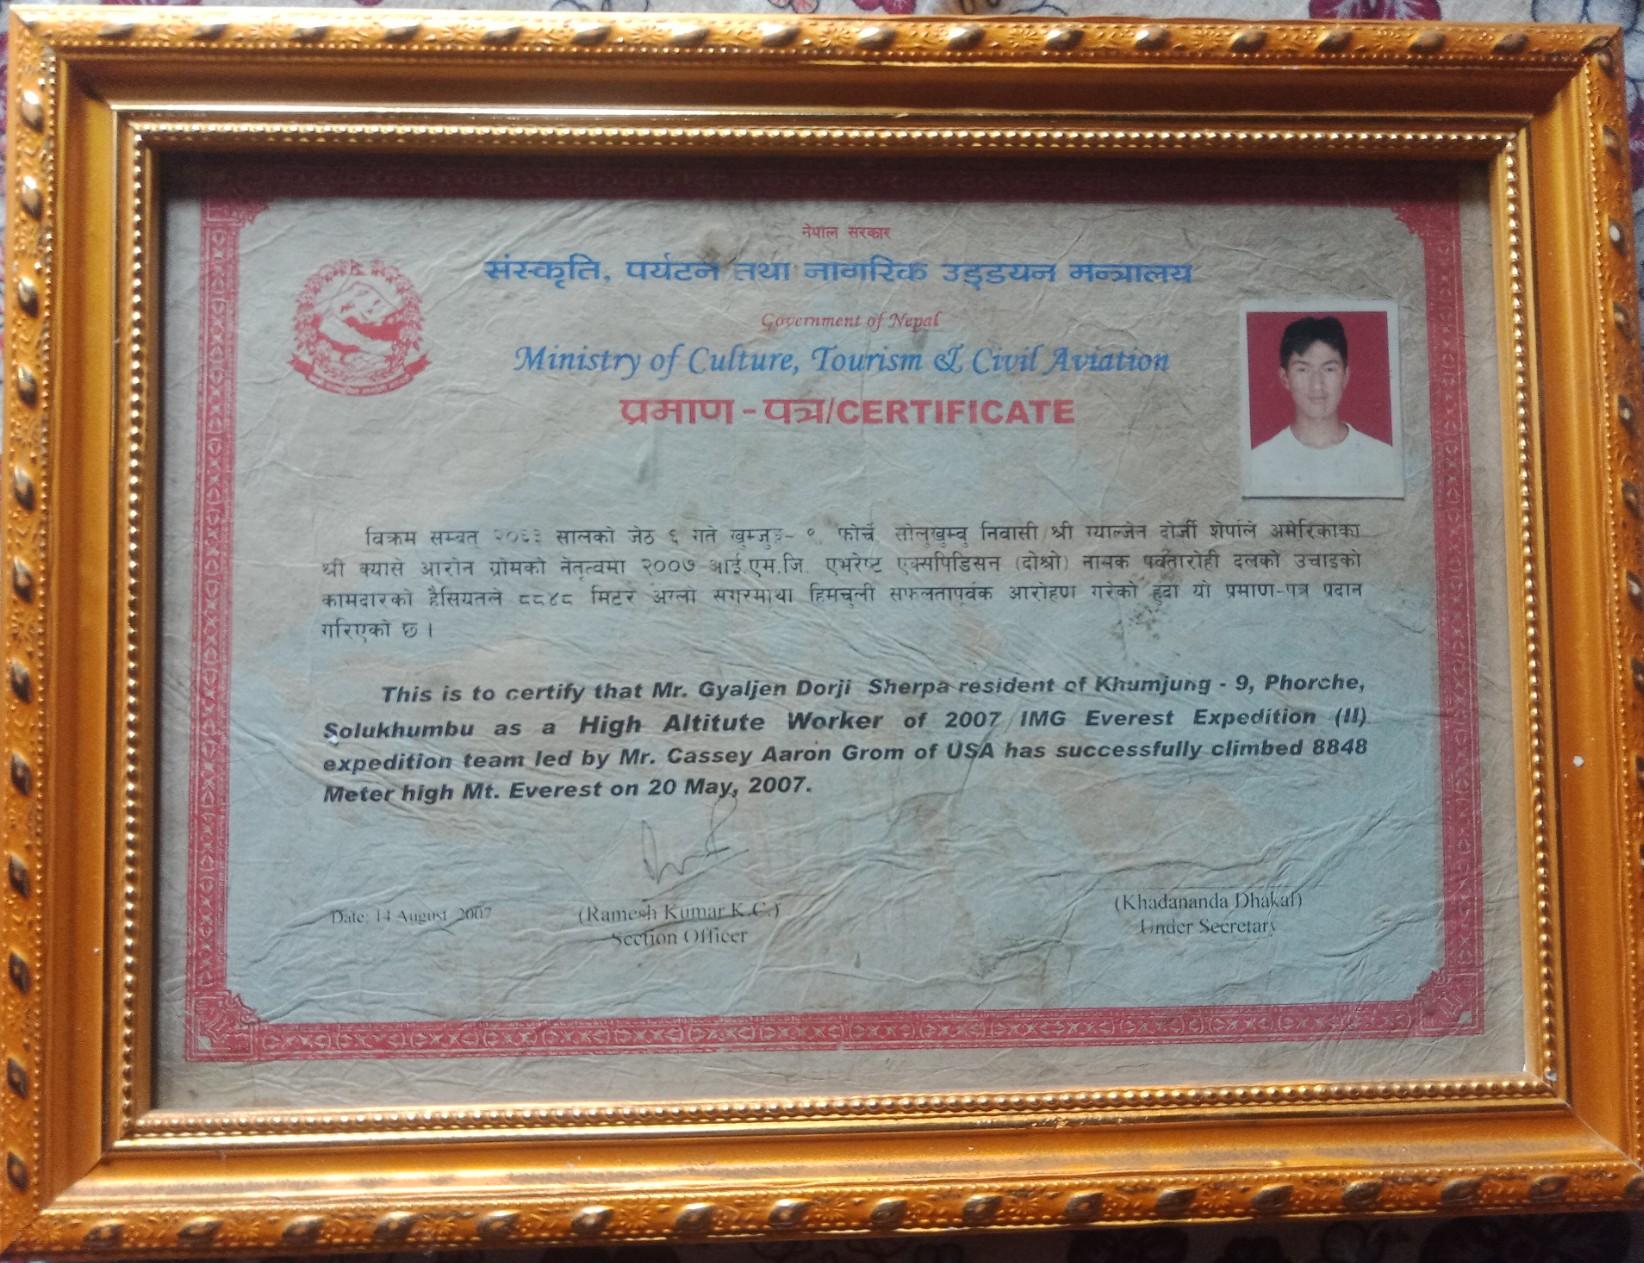 नेपाल सरकार
संस्कृति, पर्यटन तथा नागरिक उड्डयन मन्त्रालय
Government of Nepal
Ministry of Culture, Tourism & Civil Aviation
प्रमाण-पत्र/CERTIFICATE
विक्रम सम्बत २०६३ सालको जेठ ६ गते खुम्जुङ्ग- ९ फोर्चे सोलुखुम्बु निवासी श्री ग्याल्जेन दोर्जी शेर्पाले अमेरिकाका
श्री क्यासे आरोन ग्रोमको नेतृत्वमा २००७ आई.एम.जि. एभरेष्ट एक्सपिडिसन (दोश्रो) नामक पर्वतारोही दलको उचाइको
कामदारको हैसियतले ८८४८ मिटर अग्लो सगरमाथा हिमचुली सफलतापूर्वक आरोहण गरेको हुँदा यो प्रमाण-पत्र प्रदान
गरिएको छ ।
This is to certify that Mr. Gyaljen Dorji Sherpa resident of Khumjung - 9, Phorche,
Solukhumbu as a High Altitute Worker of 2007 IMG Everest Expedition (II)
expedition team led by Mr. Cassey Aaron Grom of USA has successfully climbed 8848
Meter high Mt. Everest on 20 May, 2007.
Date: 14 August 2007
(Ramesh Kumar K.C.)
Section Officer
(Khadananda Dhakal)
Under Secretary